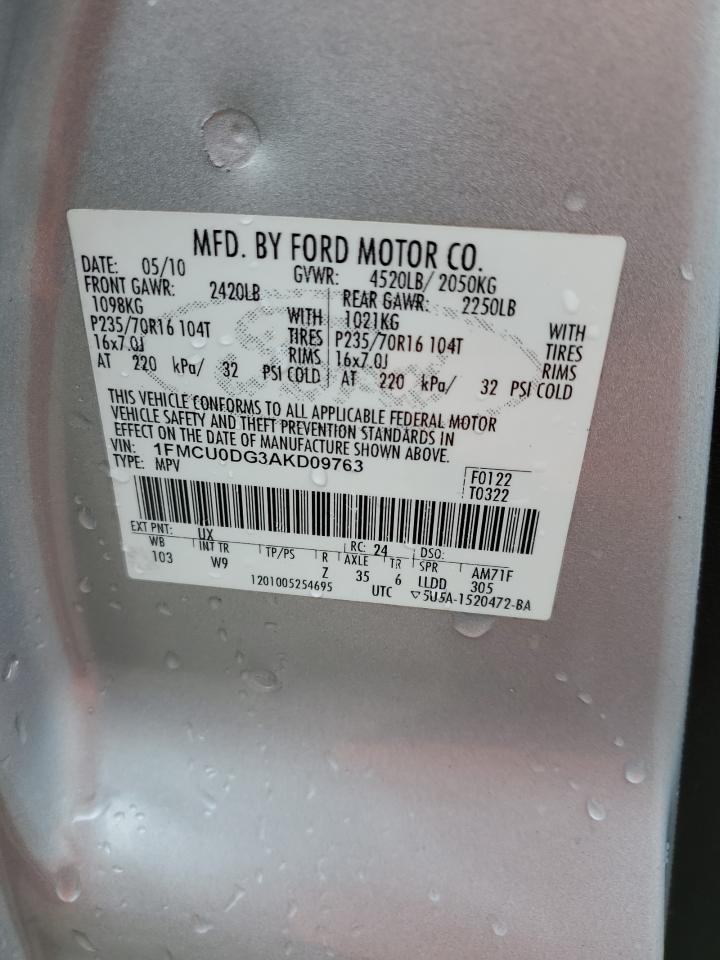 MFD. BY FORD MOTOR CO.
DATE: 05/10 GVWR: 4520LB/ 2050KG
FRONT GAWR: 2420LB REAR GAWR: 2250LB
1098KG WITH 1021KG WITH
P235/70R16 104T TIRES P235/70R16 104T TIRES
16x7.0J RIMS 16x7.0J RIMS
AT 220 kPa/ 32 PSI COLD AT 220 kPa/ 32 PSI COLD
THIS VEHICLE CONFORMS TO ALL APPLICABLE FEDERAL MOTOR
VEHICLE SAFETY AND THEFT PREVENTION STANDARDS IN
EFFECT ON THE DATE OF MANUFACTURE SHOWN ABOVE.
VIN: 1FMCU0DG3AKD09763
TYPE: MPV
F0122
T0322
EXT PNT: UX RC: 24 DSO:
WB INT TR TP/PS R AXLE TR SPR AM71F
103 W9 Z 35 6 LLDD 305
1201005254695 UTC ▽5U5A-1520472-BA